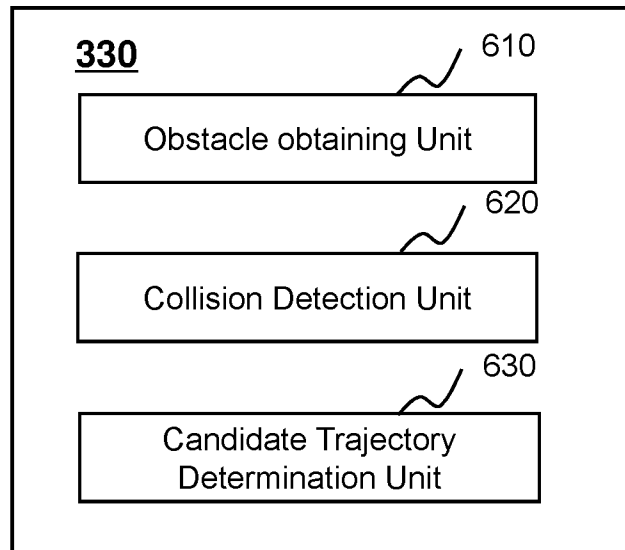 330
610
Obstacle obtaining Unit
620
Collision Detection Unit
630
Candidate Trajectory
Determination Unit